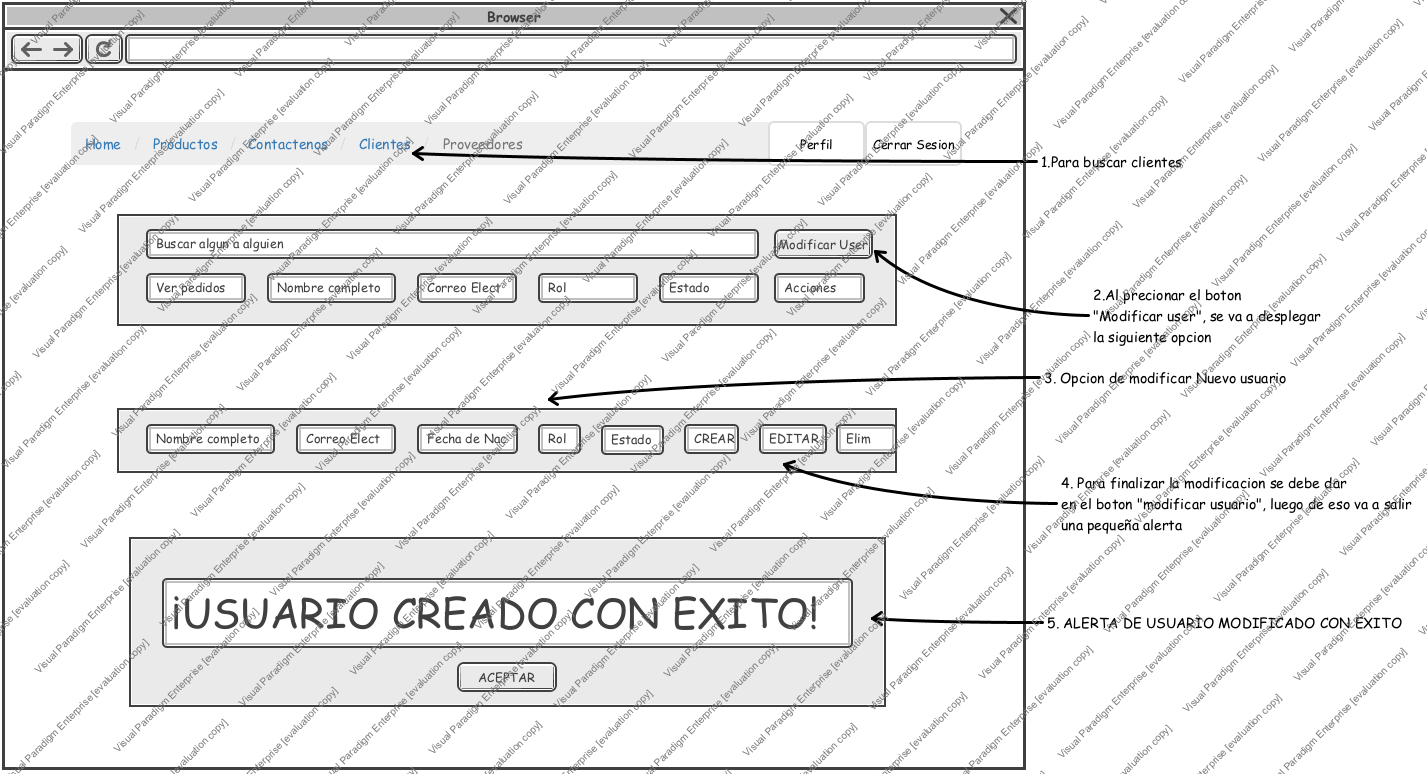 Browser
Home / Productos / Contactenos / Clientes / Proveedores
Perfil
Cerrar Sesion
1.Para buscar clientes
Buscar algun a alguien
Modificar User
Ver pedidos
Nombre completo
Correo Elect
Rol
Estado
Acciones
2.Al precionar el boton
"Modificar user", se va a desplegar
la siguiente opcion
3. Opcion de modificar Nuevo usuario
Nombre completo
Correo Elect
Fecha de Nac
Rol
Estado
CREAR
EDITAR
Elim
4. Para finalizar la modificacion se debe dar
en el boton "modificar usuario", luego de eso va a salir
una pequeña alerta
¡USUARIO CREADO CON EXITO!
5. ALERTA DE USUARIO MODIFICADO CON EXITO
ACEPTAR
Visual Paradigm Enterprise [evaluation copy]